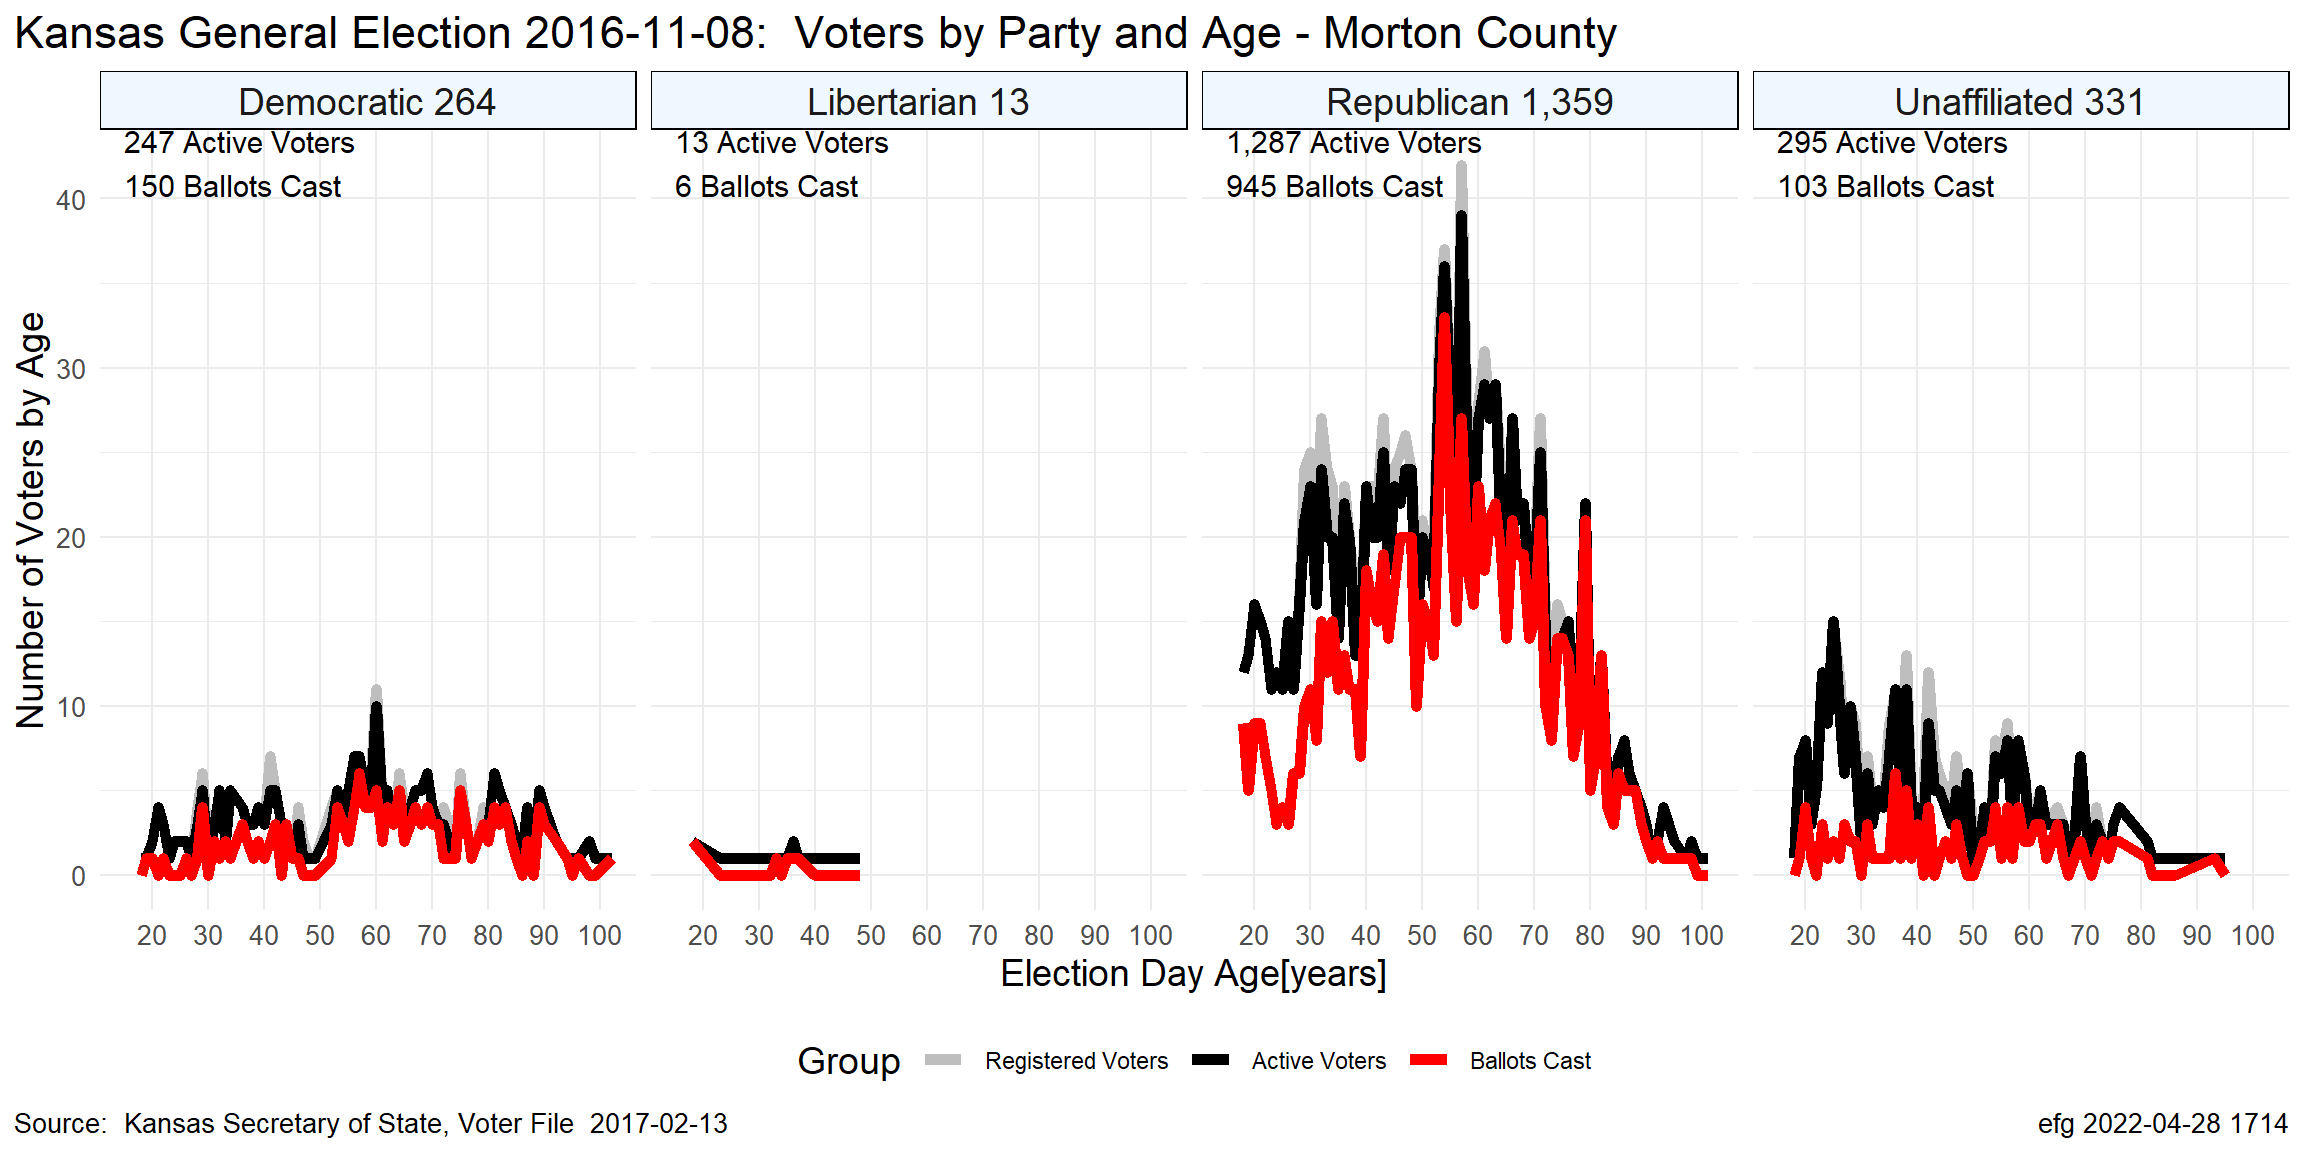 Kansas General Election 2016-11-08:  Voters by Party and Age - Morton County
Democratic 264
Libertarian 13
Republican 1,359
Unaffiliated 331
247 Active Voters
150 Ballots Cast
13 Active Voters
6 Ballots Cast
1,287 Active Voters
945 Ballots Cast
295 Active Voters
103 Ballots Cast
Number of Voters by Age
40
30
20
10
0
20 30 40 50 60 70 80 90 100
20 30 40 50 60 70 80 90 100
20 30 40 50 60 70 80 90 100
20 30 40 50 60 70 80 90 100
Election Day Age[years]
Group Registered Voters Active Voters Ballots Cast
Source:  Kansas Secretary of State, Voter File  2017-02-13
efg 2022-04-28 1714